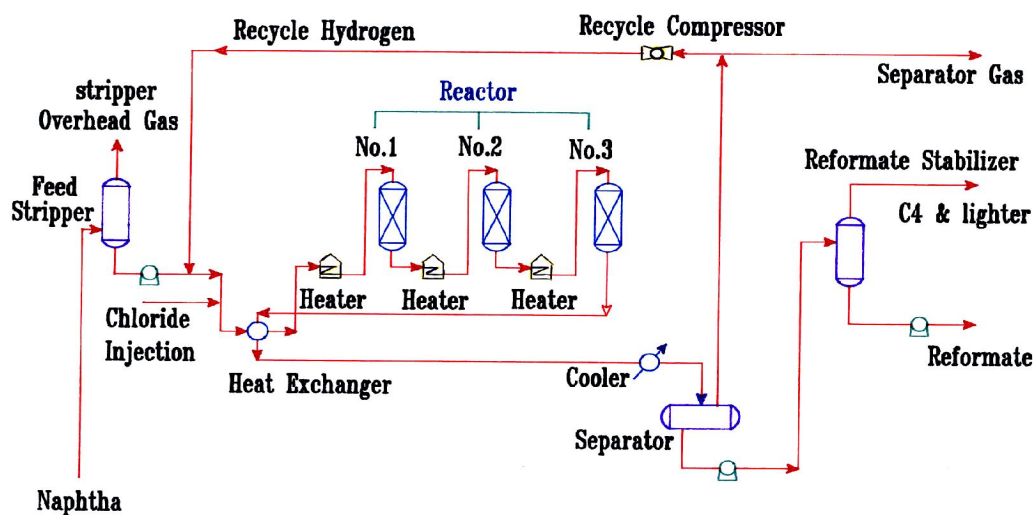 Recycle Compressor
Recycle Hydrogen
Separator Gas
stripper
Overhead Gas
Reactor
No.1
No.2
No.3
Reformate Stabilizer
Feed
Stripper
C4 & lighter
Heater
Heater
Heater
Chloride
Injection
Heat Exchanger
Cooler
Reformate
Separator
Naphtha